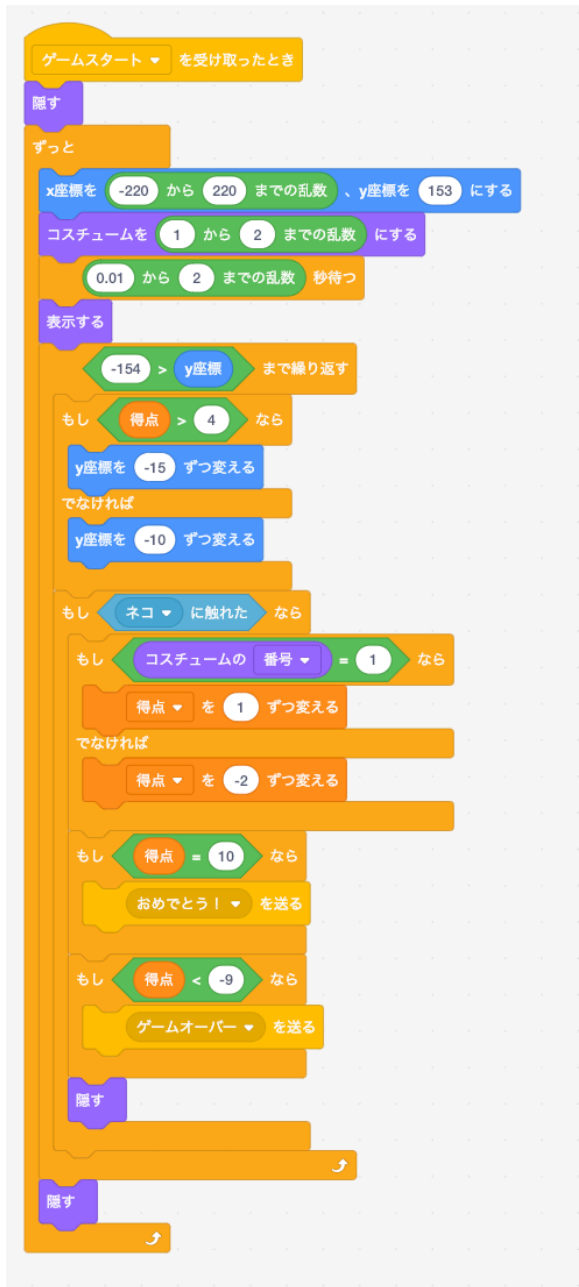 ゲームスタート を受け取ったとき
隠す
ずっと
x座標を -220 から 220 までの乱数 、y座標を 153 にする
コスチュームを 1 から 2 までの乱数 にする
0.01 から 2 までの乱数 秒待つ
表示する
-154 > y座標 まで繰り返す
もし 得点 > 4 なら
y座標を -15 ずつ変える
でなければ
y座標を -10 ずつ変える
もし ネコ に触れた なら
もし コスチュームの 番号 = 1 なら
得点 を 1 ずつ変える
でなければ
得点 を -2 ずつ変える
もし 得点 = 10 なら
おめでとう! を送る
もし 得点 < -9 なら
ゲームオーバー を送る
隠す
隠す